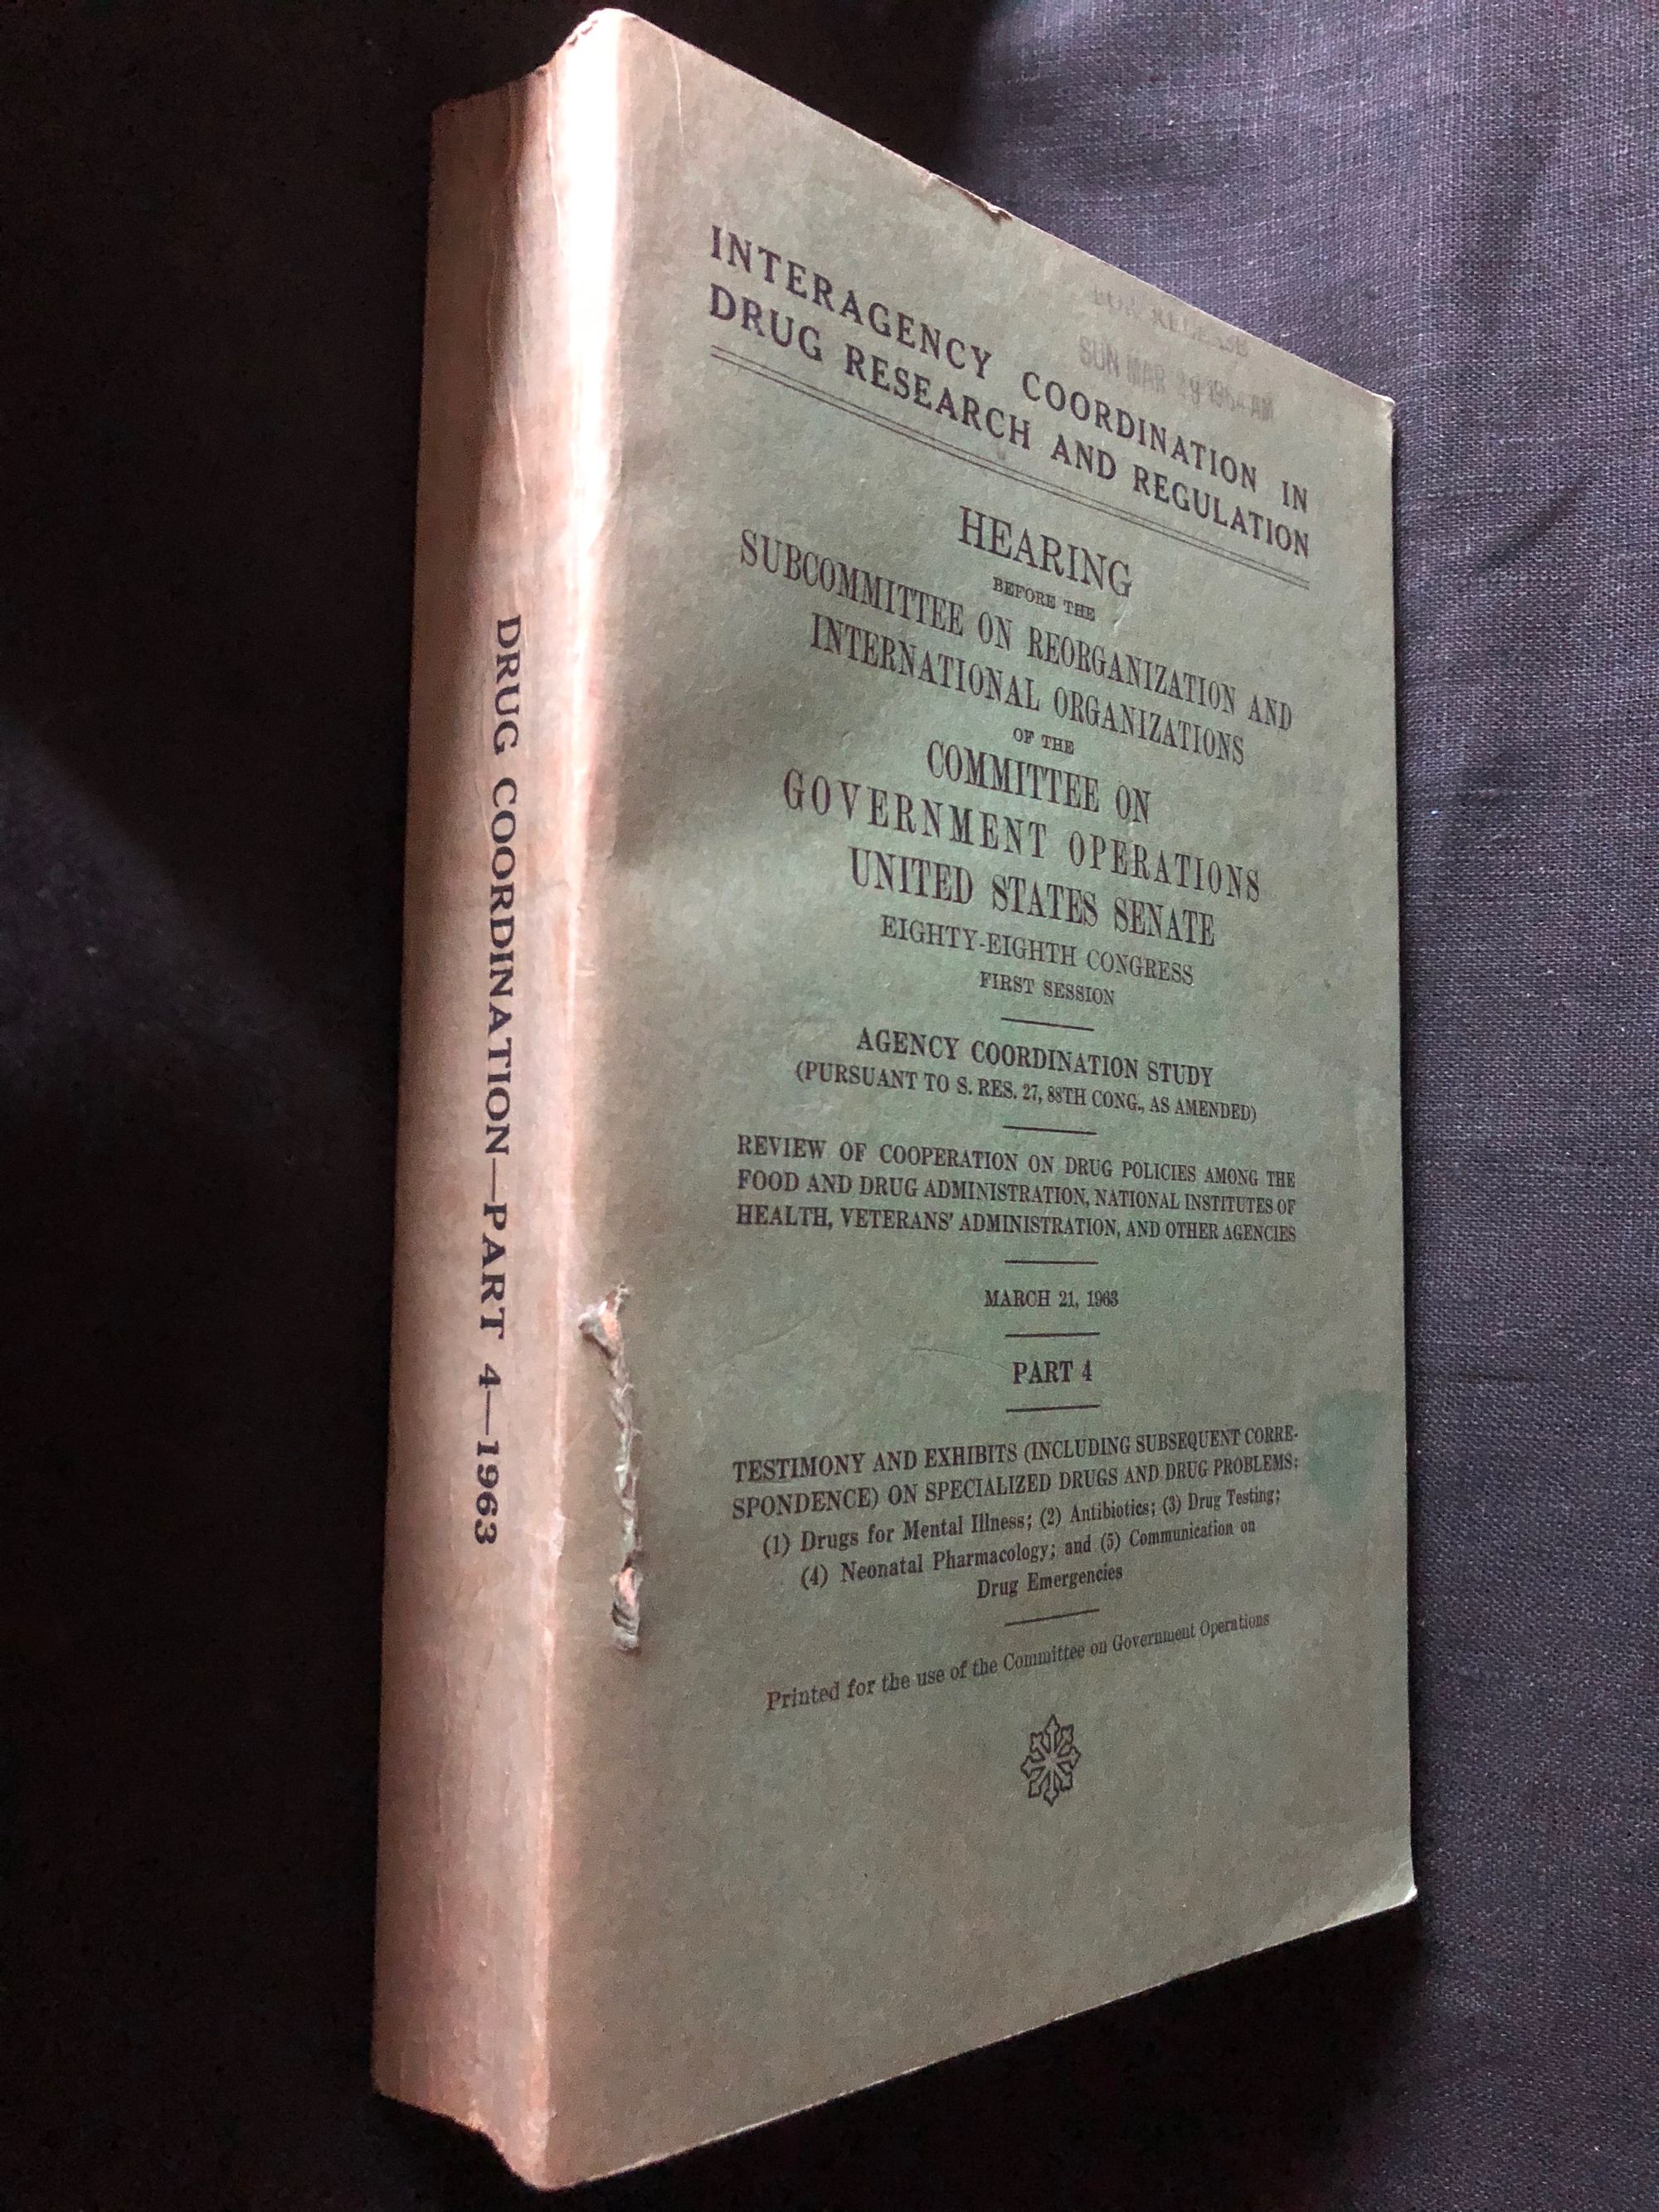 DRUG COORDINATION—PART 4—1963
FOR RELEASE
SUN MAR 29 1964 AM
INTERAGENCY COORDINATION IN
DRUG RESEARCH AND REGULATION
HEARING
BEFORE THE
SUBCOMMITTEE ON REORGANIZATION AND
INTERNATIONAL ORGANIZATIONS
OF THE
COMMITTEE ON
GOVERNMENT OPERATIONS
UNITED STATES SENATE
EIGHTY-EIGHTH CONGRESS
FIRST SESSION
AGENCY COORDINATION STUDY
(PURSUANT TO S. RES. 27, 88TH CONG., AS AMENDED)
REVIEW OF COOPERATION ON DRUG POLICIES AMONG THE
FOOD AND DRUG ADMINISTRATION, NATIONAL INSTITUTES OF
HEALTH, VETERANS' ADMINISTRATION, AND OTHER AGENCIES
MARCH 21, 1963
PART 4
TESTIMONY AND EXHIBITS (INCLUDING SUBSEQUENT CORRE-
SPONDENCE) ON SPECIALIZED DRUGS AND DRUG PROBLEMS:
(1) Drugs for Mental Illness; (2) Antibiotics; (3) Drug Testing;
(4) Neonatal Pharmacology; and (5) Communication on
Drug Emergencies
Printed for the use of the Committee on Government Operations